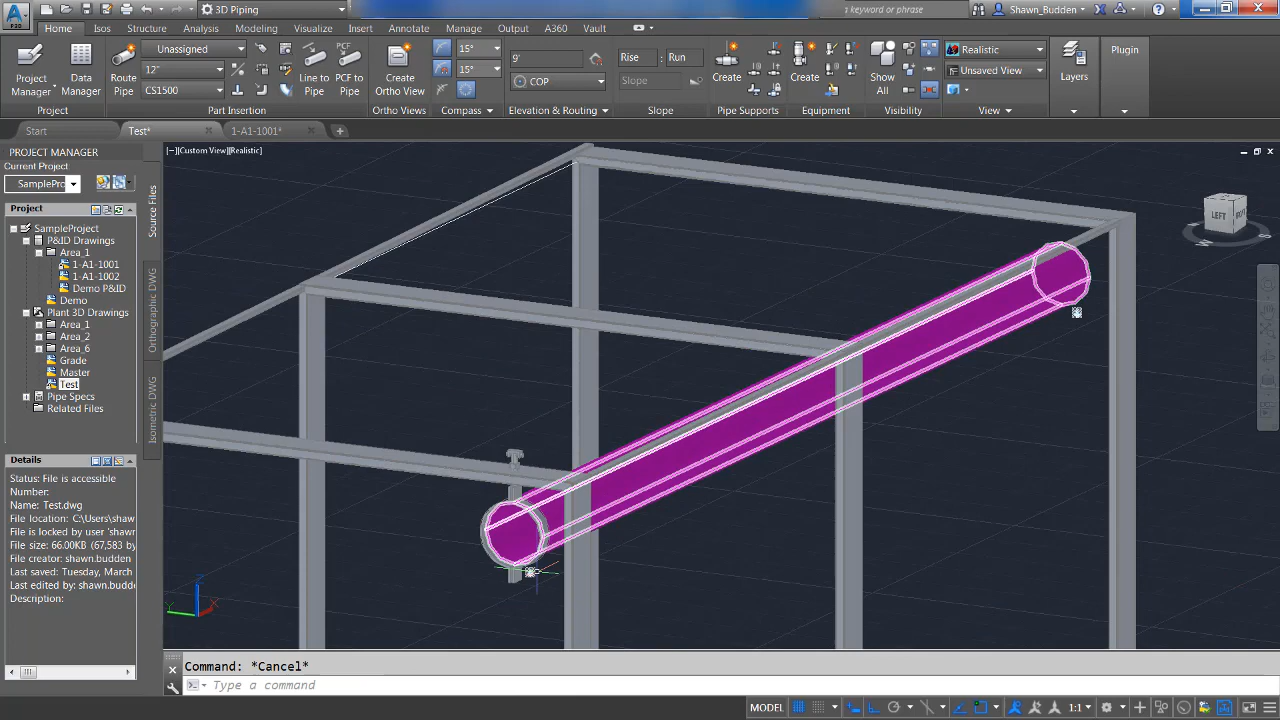 3D Piping
a keyword or phrase
Shawn_Budden
P3D
Home Isos Structure Analysis Modeling Visualize Insert Annotate Manage Output A360 Vault
Project Manager
Data Manager
Project
Route Pipe
Unassigned
12"
CS1500
Line to Pipe
PCF to Pipe
Part Insertion
Create Ortho View
Ortho Views
15°
15°
Compass
9'
COP
Elevation & Routing
Rise : Run
Slope
Slope
Create
Pipe Supports
Create
Equipment
Show All
Visibility
Realistic
Unsaved View
View
Layers
Plugin
Start Test* 1-A1-1001*
PROJECT MANAGER
Current Project
SamplePro
Project
SampleProject
P&ID Drawings
Area_1
1-A1-1001
1-A1-1002
Demo P&ID
Demo
Plant 3D Drawings
Area_1
Area_2
Area_6
Grade
Master
Test
Pipe Specs
Related Files
Source Files
Orthographic DWG
Isometric DWG
Details
Status: File is accessible
Number:
Name: Test.dwg
File location: C:\Users\shaw
File is locked by user 'shawn
File size: 66.00KB (67,583 by
File creator: shawn.budden
Last saved: Tuesday, March
Last edited by: shawn.budde
Description:
[−][Custom View][Realistic]
LEFT
Z
Y
X
Command: *Cancel*
Type a command
MODEL
1:1